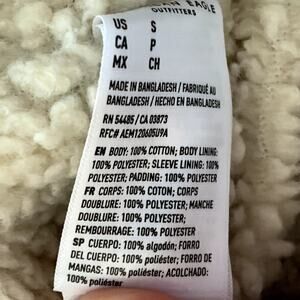 EAGLE
OUTFITTERS
US S
CA P
MX CH
MADE IN BANGLADESH / FABRIQUÉ AU
BANGLADESH / HECHO EN BANGLADESH
RN 54485 / CA 03873
RFC# AEM12060SU9A
EN BODY: 100% COTTON; BODY LINING:
100% POLYESTER; SLEEVE LINING: 100%
POLYESTER; PADDING: 100% POLYESTER
FR CORPS: 100% COTON; CORPS
DOUBLURE: 100% POLYESTER; MANCHE
DOUBLURE: 100% POLYESTER;
REMBOURRAGE: 100% POLYESTER
SP CUERPO: 100% algodón; FORRO
DEL CUERPO: 100% poliéster; FORRO DE
MANGAS: 100% poliéster; ACOLCHADO:
100% poliéster